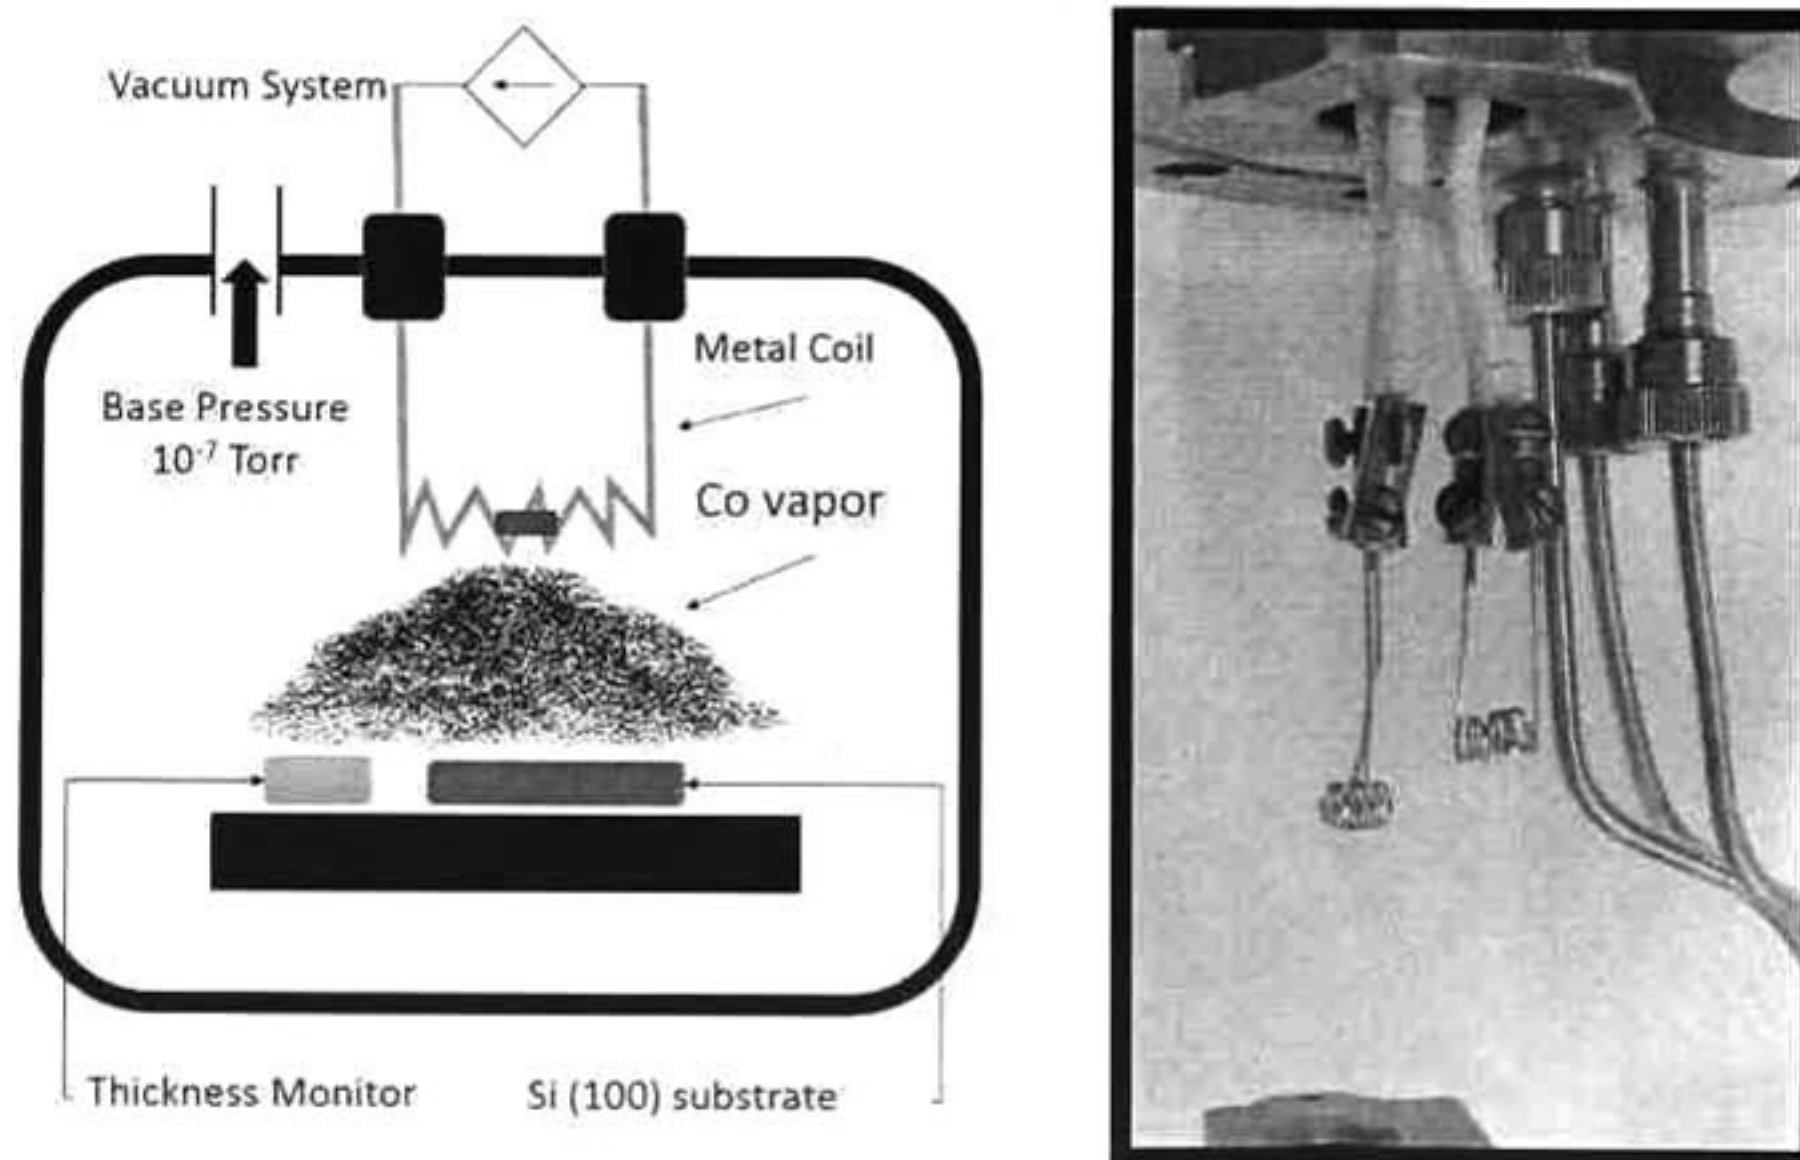 Vacuum System
Base Pressure
10⁻⁷ Torr
Metal Coil
Co vapor
Thickness Monitor
Si (100) substrate